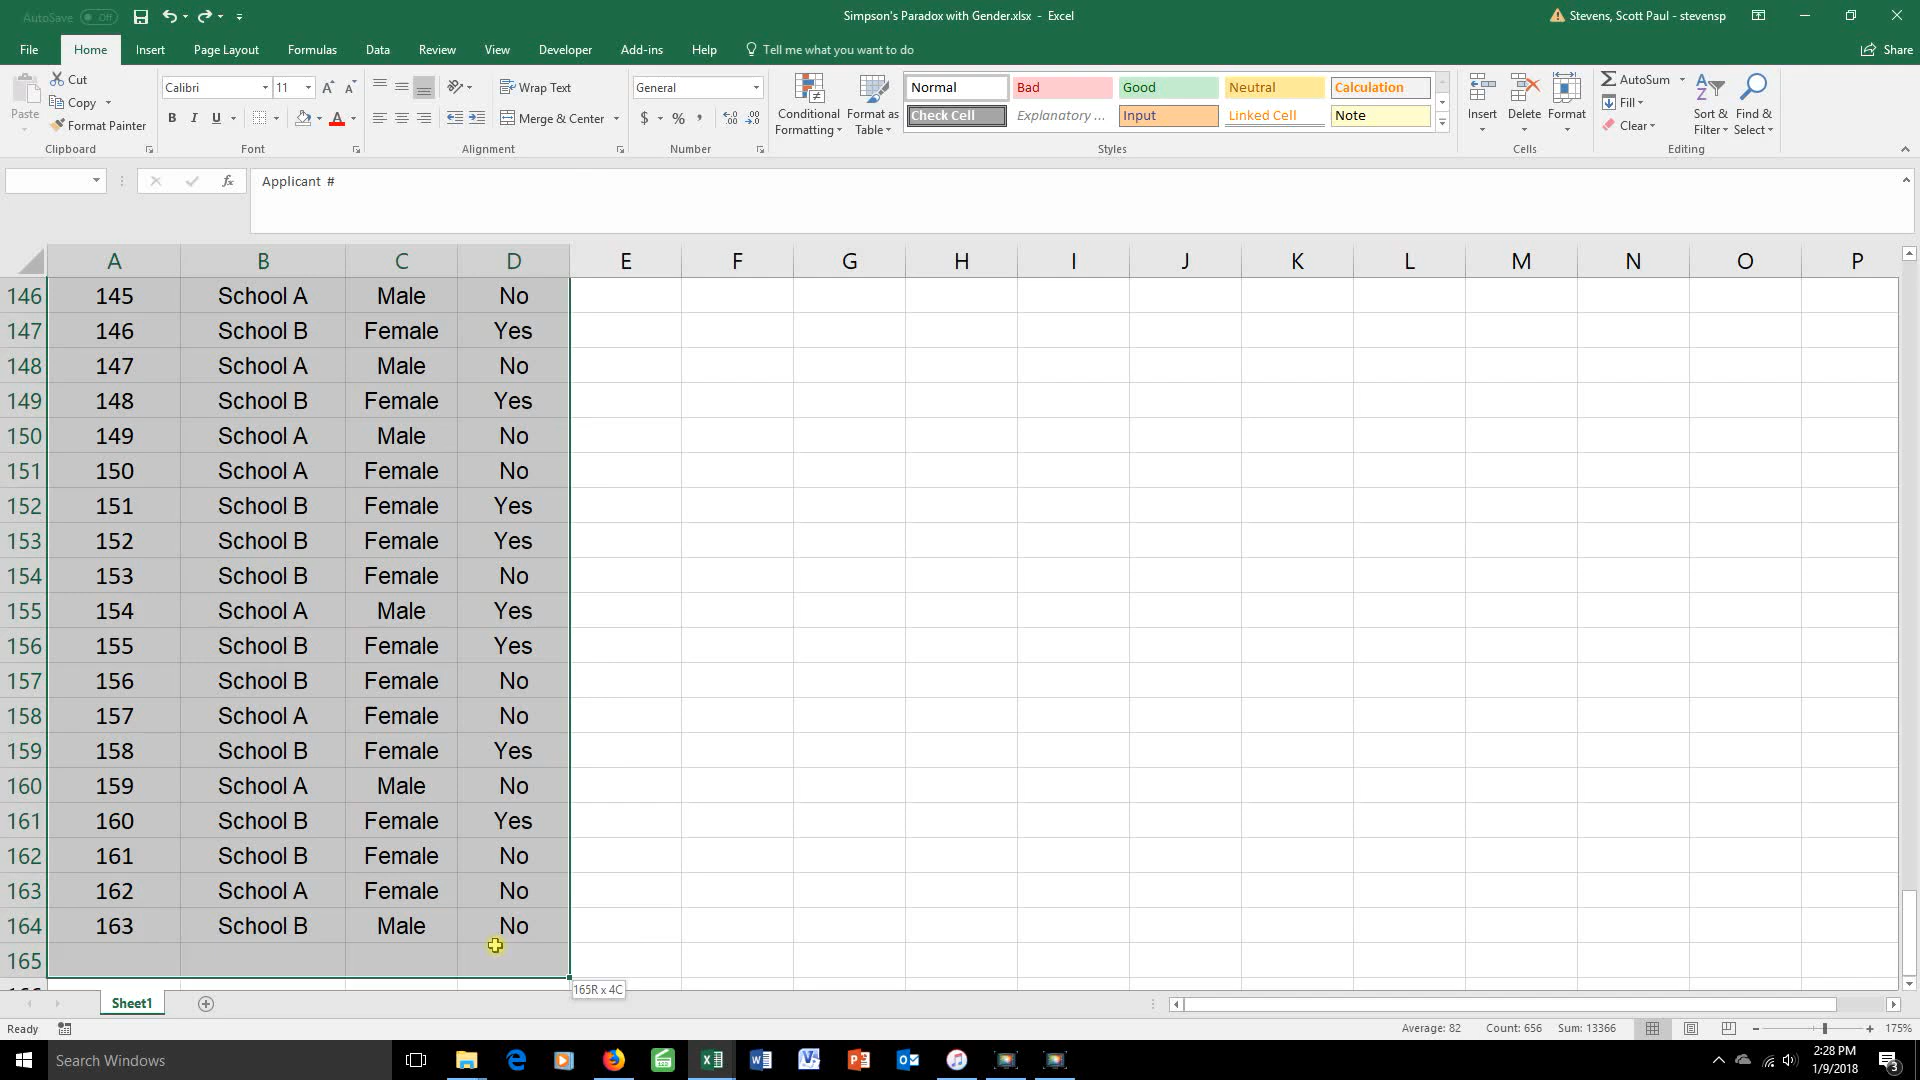 AutoSave Off
Simpson's Paradox with Gender.xlsx - Excel
Stevens, Scott Paul - stevensp
File Home Insert Page Layout Formulas Data Review View Developer Add-ins Help Tell me what you want to do Share
Paste
Cut
Copy
Format Painter
Clipboard
Calibri 11
B I U
Font
Wrap Text
Merge & Center
Alignment
General
$ % ,
Number
Conditional Formatting
Format as Table
Normal Bad Good Neutral Calculation
Check Cell Explanatory ... Input Linked Cell Note
Styles
Insert Delete Format
Cells
AutoSum
Fill
Clear
Sort & Filter
Find & Select
Editing
fx Applicant #
A B C D E F G H I J K L M N O P
146 145 School A Male No
147 146 School B Female Yes
148 147 School A Male No
149 148 School B Female Yes
150 149 School A Male No
151 150 School A Female No
152 151 School B Female Yes
153 152 School B Female Yes
154 153 School B Female No
155 154 School A Male Yes
156 155 School B Female Yes
157 156 School B Female No
158 157 School A Female No
159 158 School B Female Yes
160 159 School A Male No
161 160 School B Female Yes
162 161 School B Female No
163 162 School A Female No
164 163 School B Male No
165
165R x 4C
Sheet1
Ready
Average: 82 Count: 656 Sum: 13366 175%
Search Windows
2:28 PM
1/9/2018
3